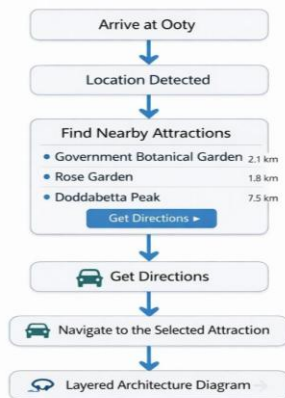 Arrive at Ooty
Location Detected
Find Nearby Attractions
• Government Botanical Garden 2.1 km
• Rose Garden 1.8 km
• Doddabetta Peak 7.5 km
Get Directions ►
Get Directions
Navigate to the Selected Attraction
Layered Architecture Diagram